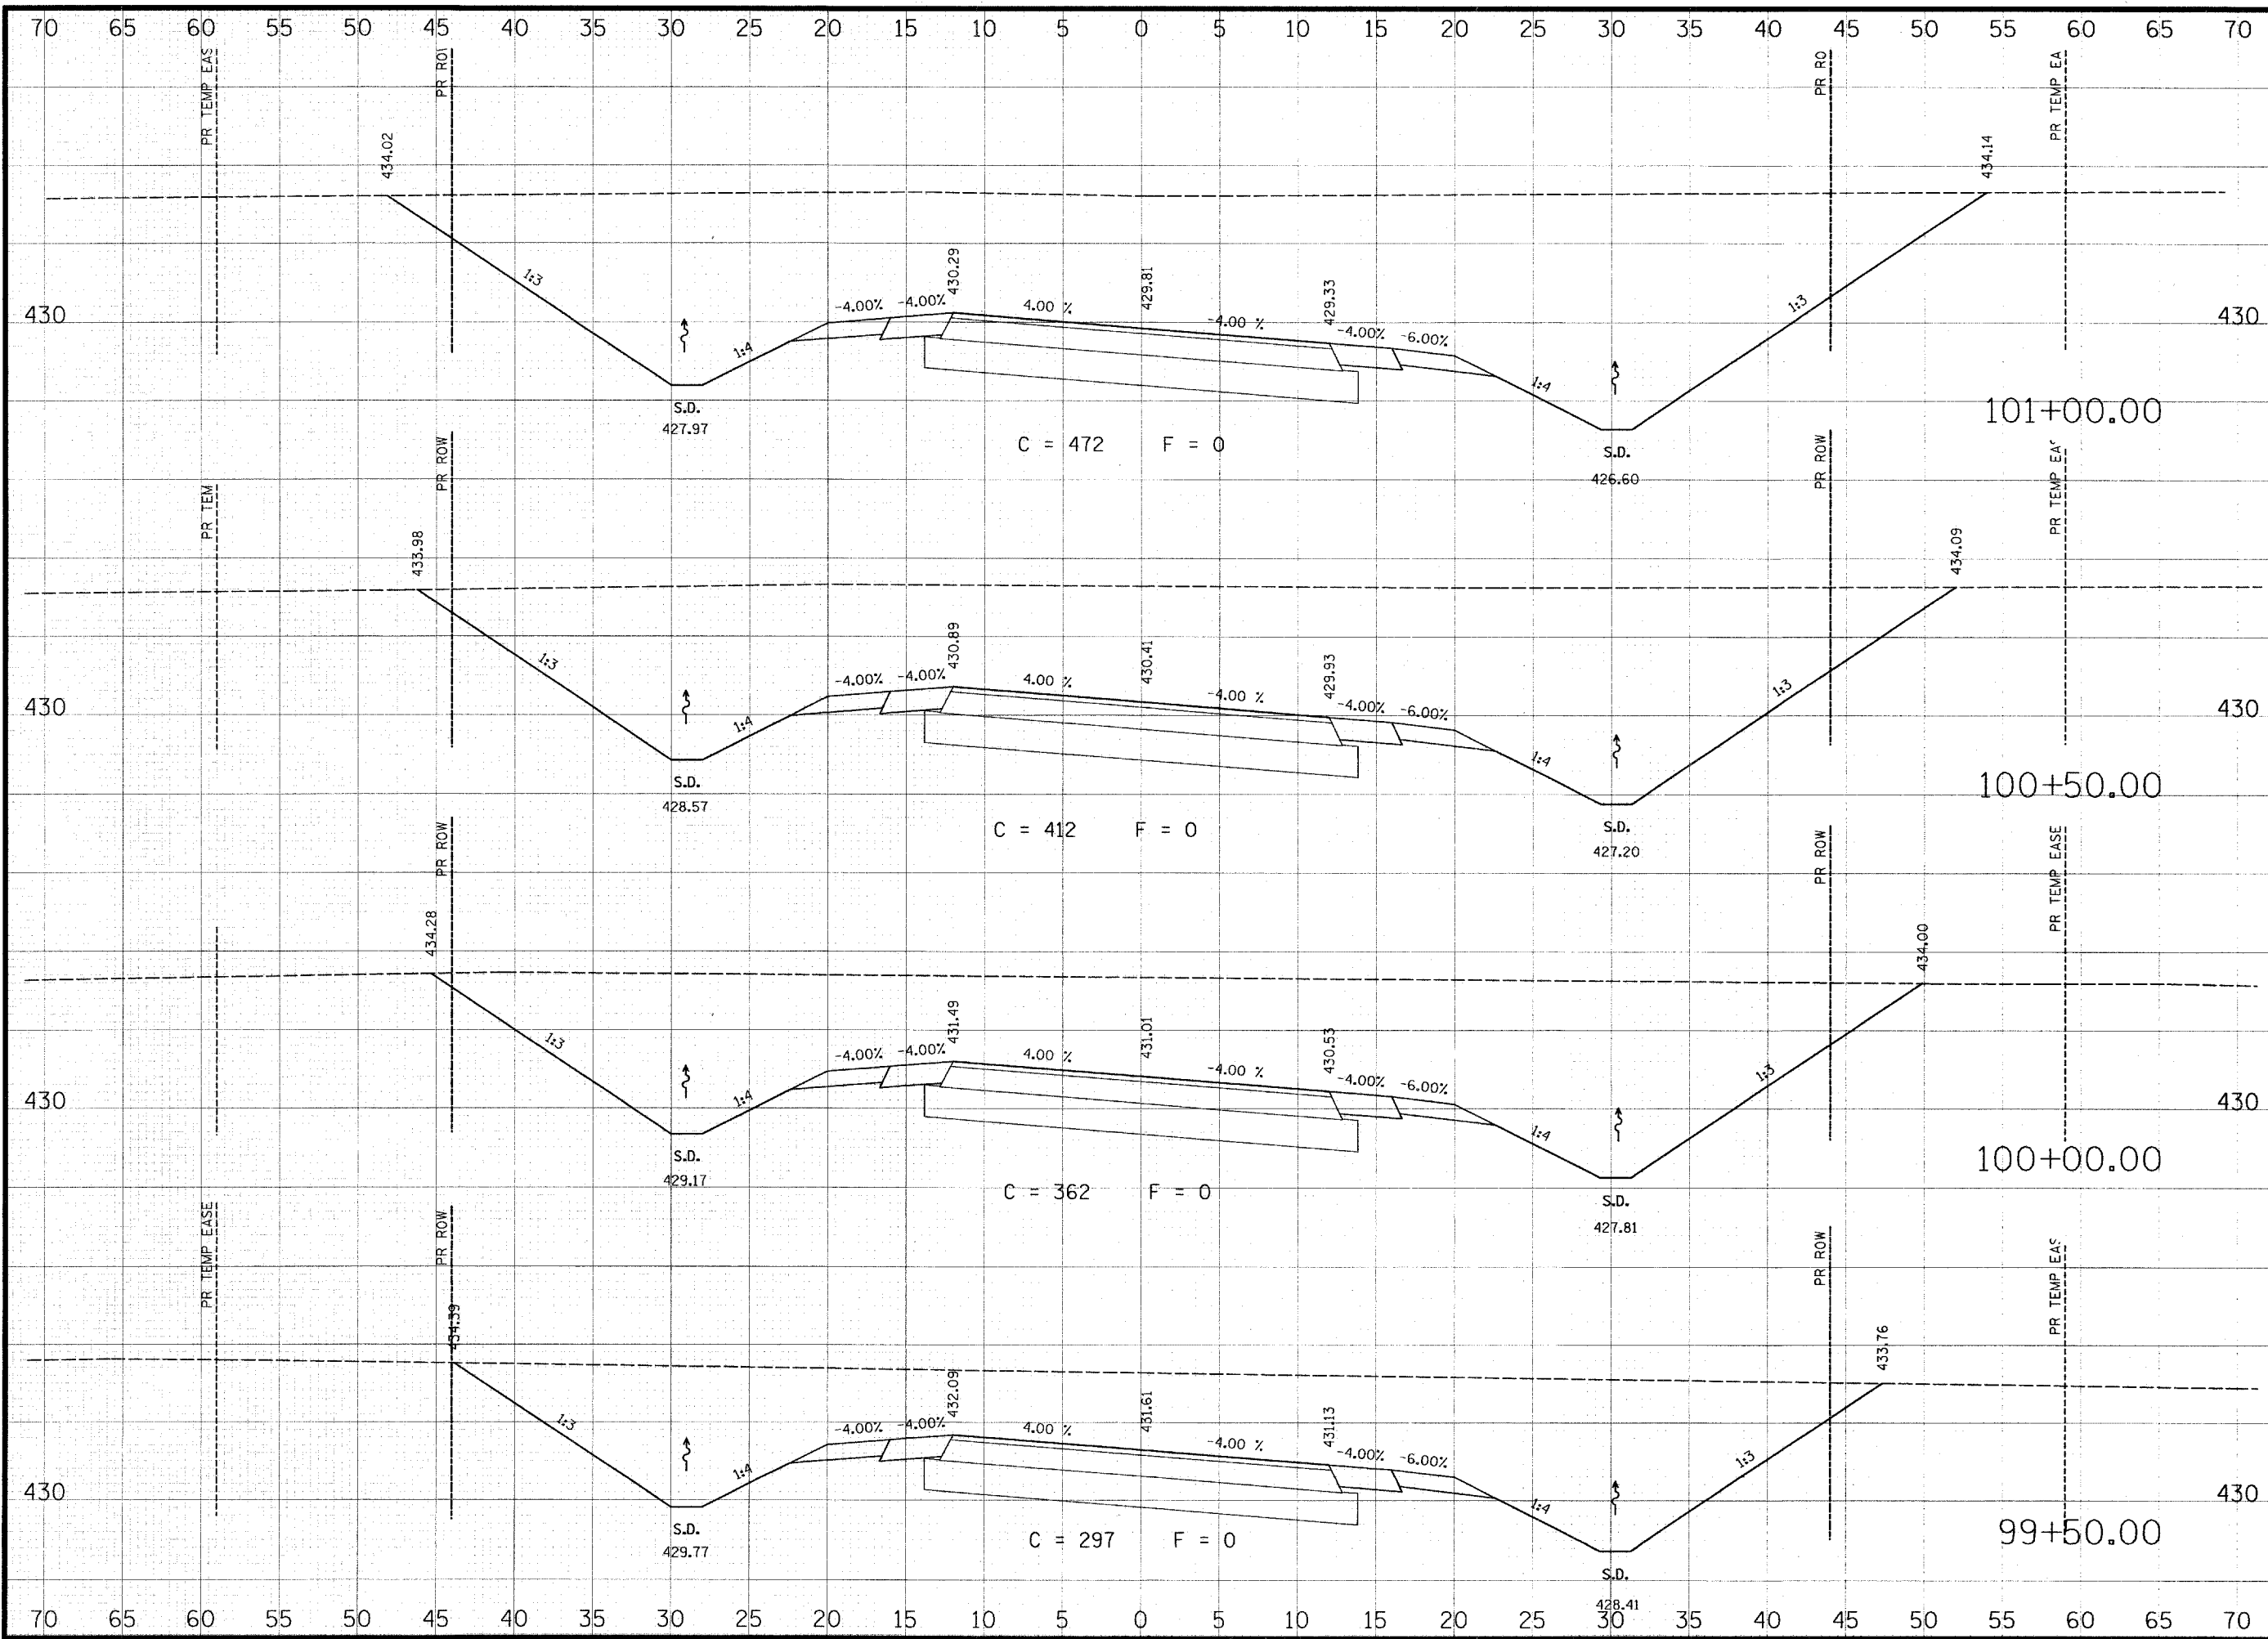 70 65 60 55 50 45 40 35 30 25 20 15 10 5 0 5 10 15 20 25 30 35 40 45 50 55 60 65 70
PR TEMP EAS
PR RO
PR RO
PR TEMP EA
434.02
434.14
1:3
-4.00% -4.00% 430.29 4.00 % 429.81 -4.00 % 429.33 -4.00% -6.00%
1:3
430
430
1:4
1:4
S.D.
427.97
S.D.
426.60
C = 472 F = 0
101+00.00
PR TEM
PR ROW
PR ROW
PR TEMP EAS
433.98
434.09
1:3
-4.00% -4.00% 430.89 4.00 % 430.41 -4.00 % 429.93 -4.00% -6.00%
1:3
430
430
1:4
1:4
S.D.
428.57
S.D.
427.20
C = 412 F = 0
100+50.00
PR ROW
PR ROW
PR TEMP EASE
434.28
434.00
1:3
-4.00% -4.00% 431.49 4.00 % 431.01 -4.00 % 430.53 -4.00% -6.00%
1:3
430
430
1:4
1:4
S.D.
429.17
S.D.
427.81
C = 362 F = 0
100+00.00
PR TEMP EASE
PR ROW
PR ROW
PR TEMP EAS
434.39
433.76
1:3
-4.00% -4.00% 432.09 4.00 % 431.61 -4.00 % 431.13 -4.00% -6.00%
1:3
430
430
1:4
1:4
S.D.
429.77
S.D.
428.41
C = 297 F = 0
99+50.00
70 65 60 55 50 45 40 35 30 25 20 15 10 5 0 5 10 15 20 25 30 35 40 45 50 55 60 65 70